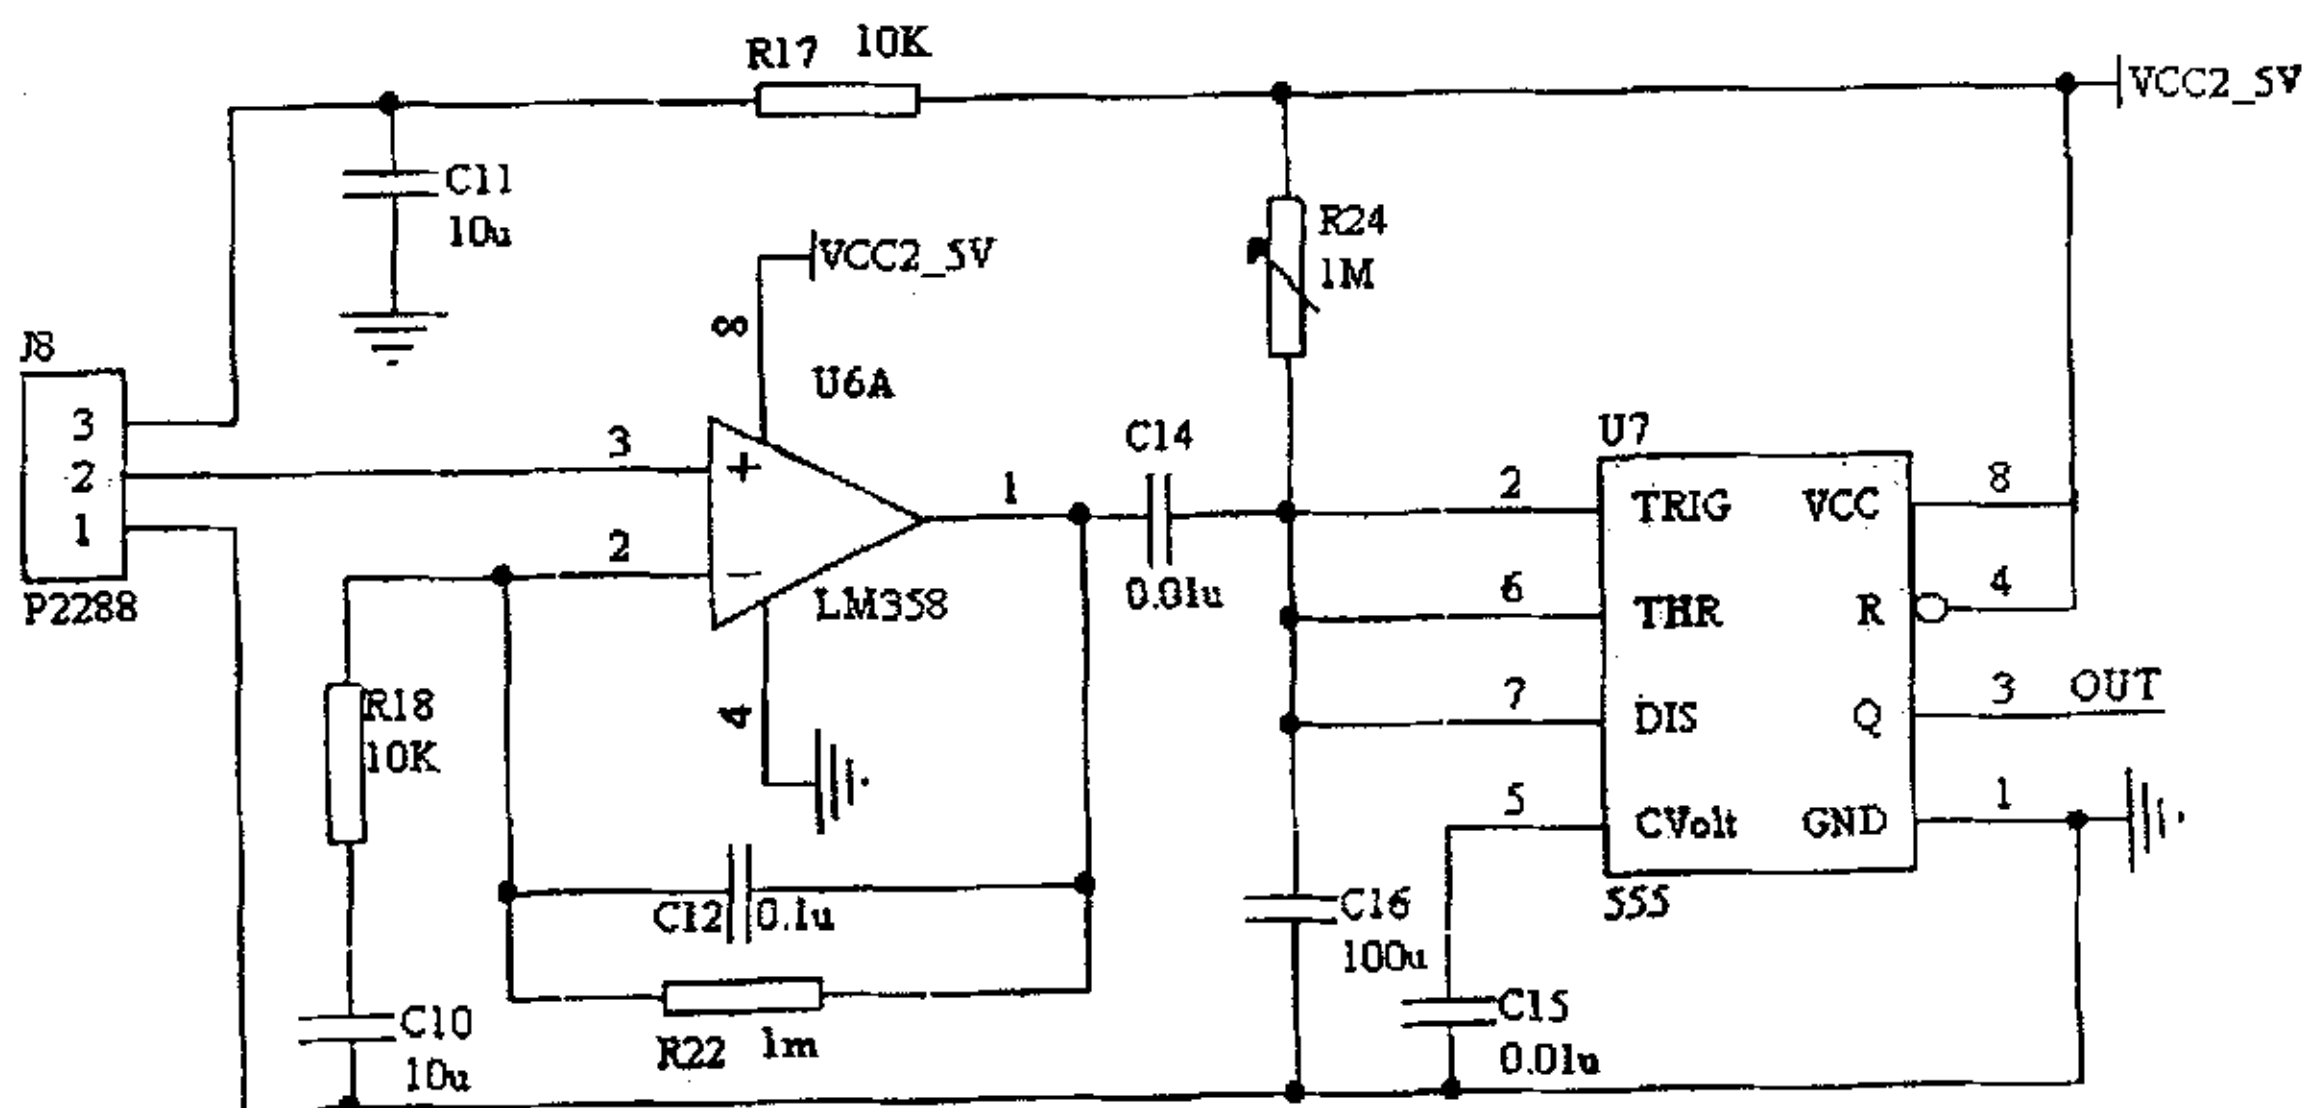 R17 10K
VCC2_5V
C11
10u
VCC2_5V
R24
1M
8
J8
U6A
3
2
1
P2288
3
+
2
1
LM358
4
C14
0.01u
U7
2
TRIG
VCC
8
6
THR
R
4
7
DIS
Q
3
OUT
5
CVolt
GND
1
555
R18
10K
C12
0.1u
C16
100u
C10
10u
R22 1m
C15
0.01u